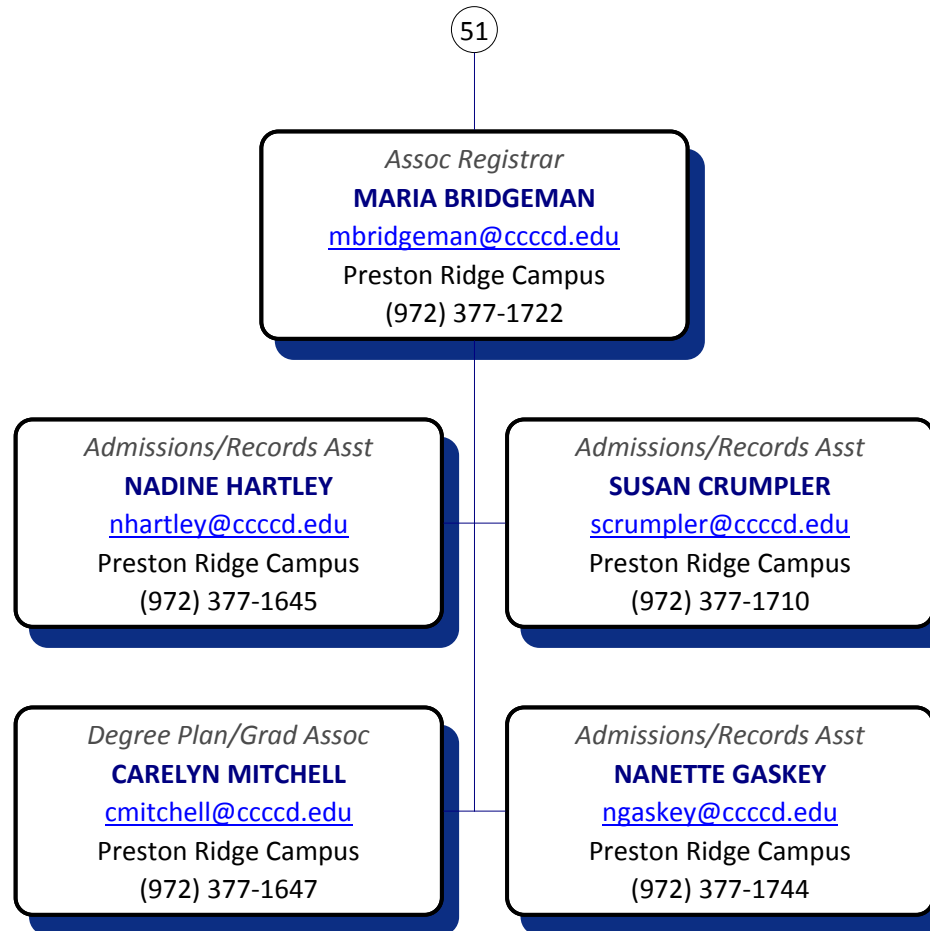 51
Assoc Registrar
MARIA BRIDGEMAN
mbridgeman@ccccd.edu
Preston Ridge Campus
(972) 377-1722
Admissions/Records Asst
NADINE HARTLEY
nhartley@ccccd.edu
Preston Ridge Campus
(972) 377-1645
Admissions/Records Asst
SUSAN CRUMPLER
scrumpler@ccccd.edu
Preston Ridge Campus
(972) 377-1710
Degree Plan/Grad Assoc
CARELYN MITCHELL
cmitchell@ccccd.edu
Preston Ridge Campus
(972) 377-1647
Admissions/Records Asst
NANETTE GASKEY
ngaskey@ccccd.edu
Preston Ridge Campus
(972) 377-1744